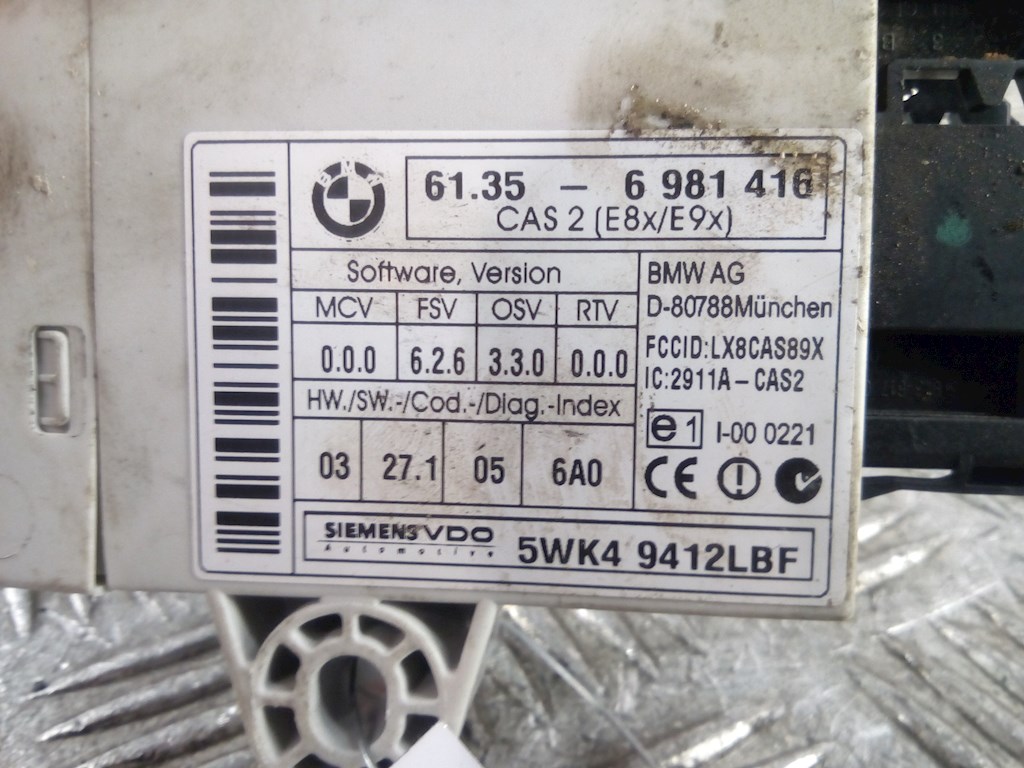 BMW
61.35 – 6 981 416
CAS 2 (E8x/E9x)
Software, Version
MCV FSV OSV RTV
0.0.0 6.2.6 3.3.0 0.0.0
HW./SW.-/Cod.-/Diag.-Index
03 27.1 05 6A0
BMW AG
D-80788München
FCCID:LX8CAS89X
IC:2911A – CAS2
e1 I-00 0221
CE
SIEMENS VDO
Automotive
5WK4 9412LBF